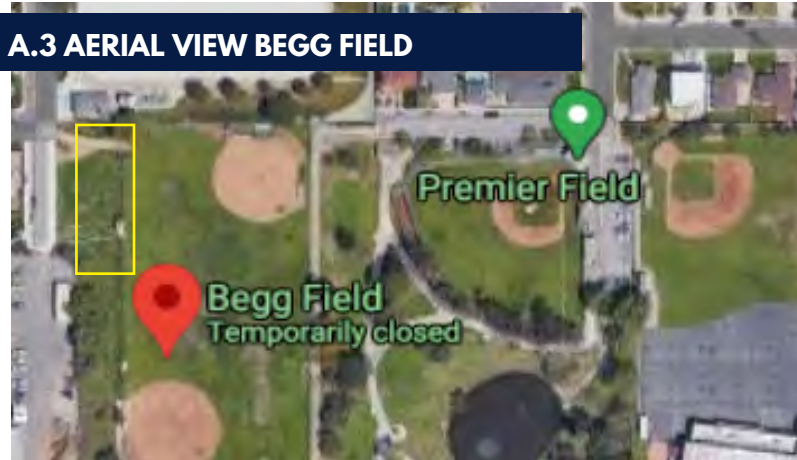 A.3 AERIAL VIEW BEGG FIELD
Premier Field
Begg Field
Temporarily closed